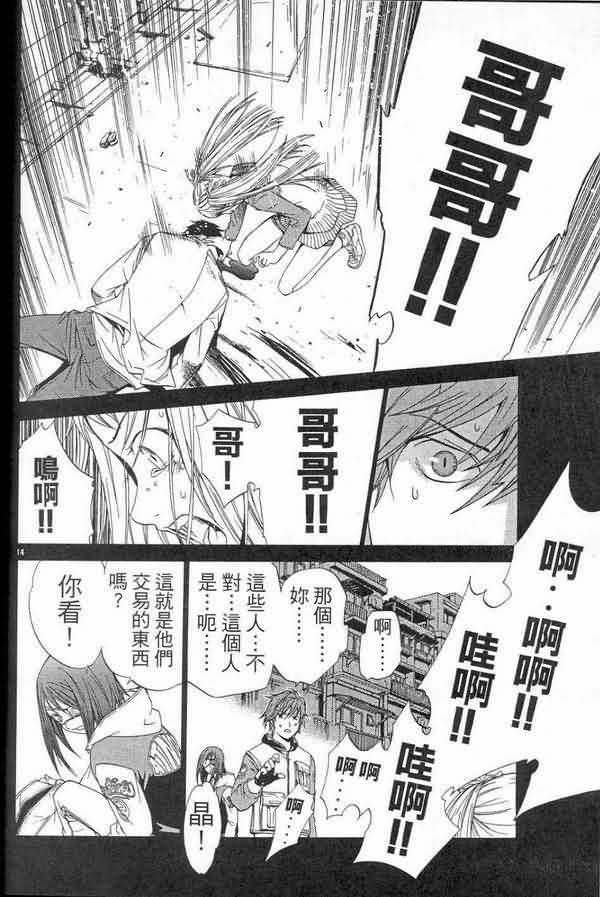 哥哥!!
哥哥!!
哥!
鳴啊!!
啊‥啊啊!!
哇啊!!
哇啊!!
啊……
那個……
妳……
這些人…不
對…這個人
是…呃……
啊……
啊……
啊……
晶!
這就是他們
交易的東西
嗎?
你看!
14